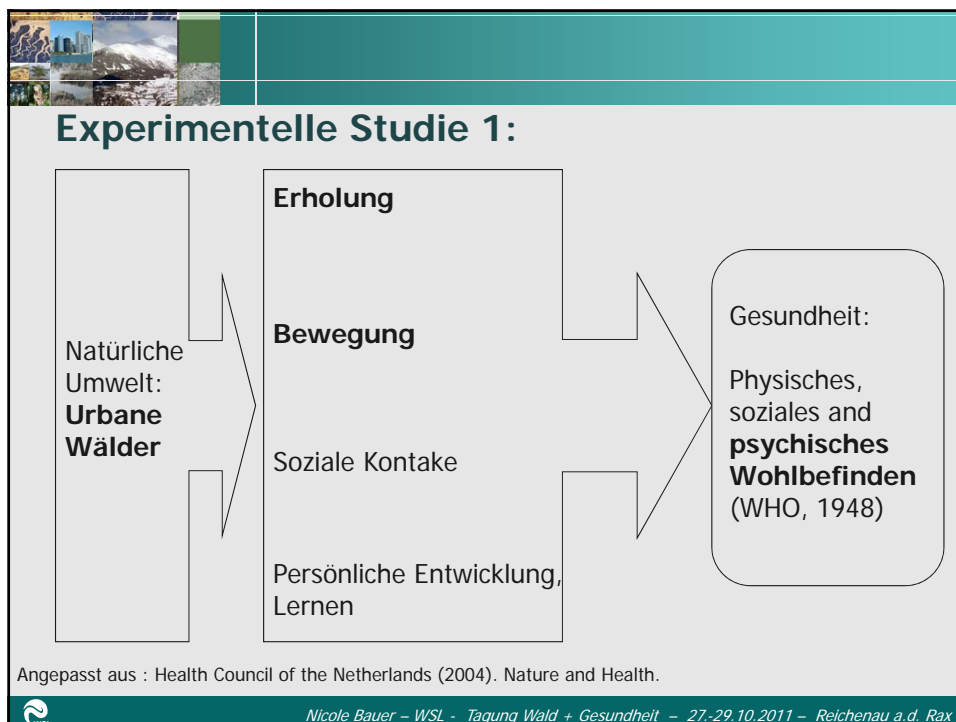 Experimentelle Studie 1:
Natürliche
Umwelt:
Urbane
Wälder
Erholung
Bewegung
Soziale Kontake
Persönliche Entwicklung,
Lernen
Gesundheit:
Physisches,
soziales and
psychisches
Wohlbefinden
(WHO, 1948)
Angepasst aus : Health Council of the Netherlands (2004). Nature and Health.
Nicole Bauer – WSL - Tagung Wald + Gesundheit – 27.-29.10.2011 – Reichenau a.d. Rax